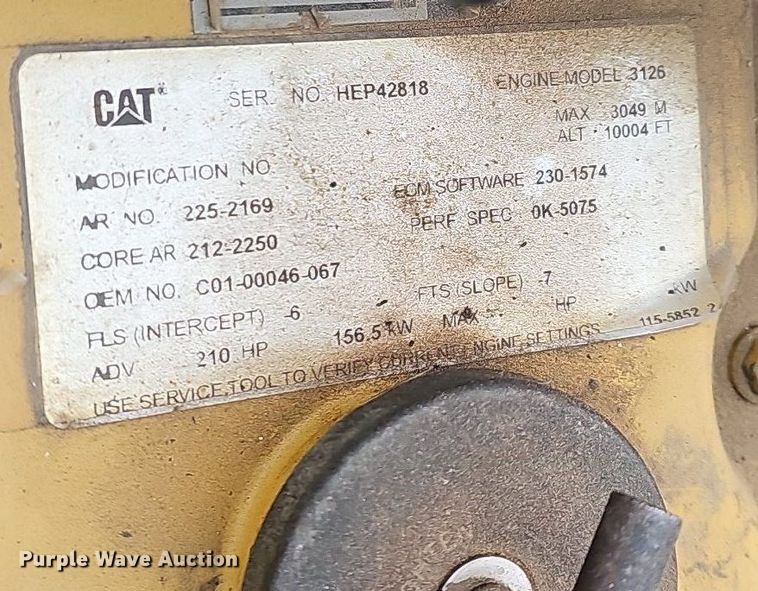 CAT® SER. NO. HEP42818 ENGINE MODEL 3126
MAX 3049 M
ALT 10004 FT
MODIFICATION NO
AR NO. 225-2169 ECM SOFTWARE 230-1574
CORE AR 212-2250 PERF SPEC 0K-5075
OEM NO. C01-00046-067
FLS (INTERCEPT) -6 FTS (SLOPE) -7
ADV 210 HP 156.5 KW MAX HP KW
USE SERVICE TOOL TO VERIFY CURRENT ENGINE SETTINGS 115-5852 2
Purple Wave Auction